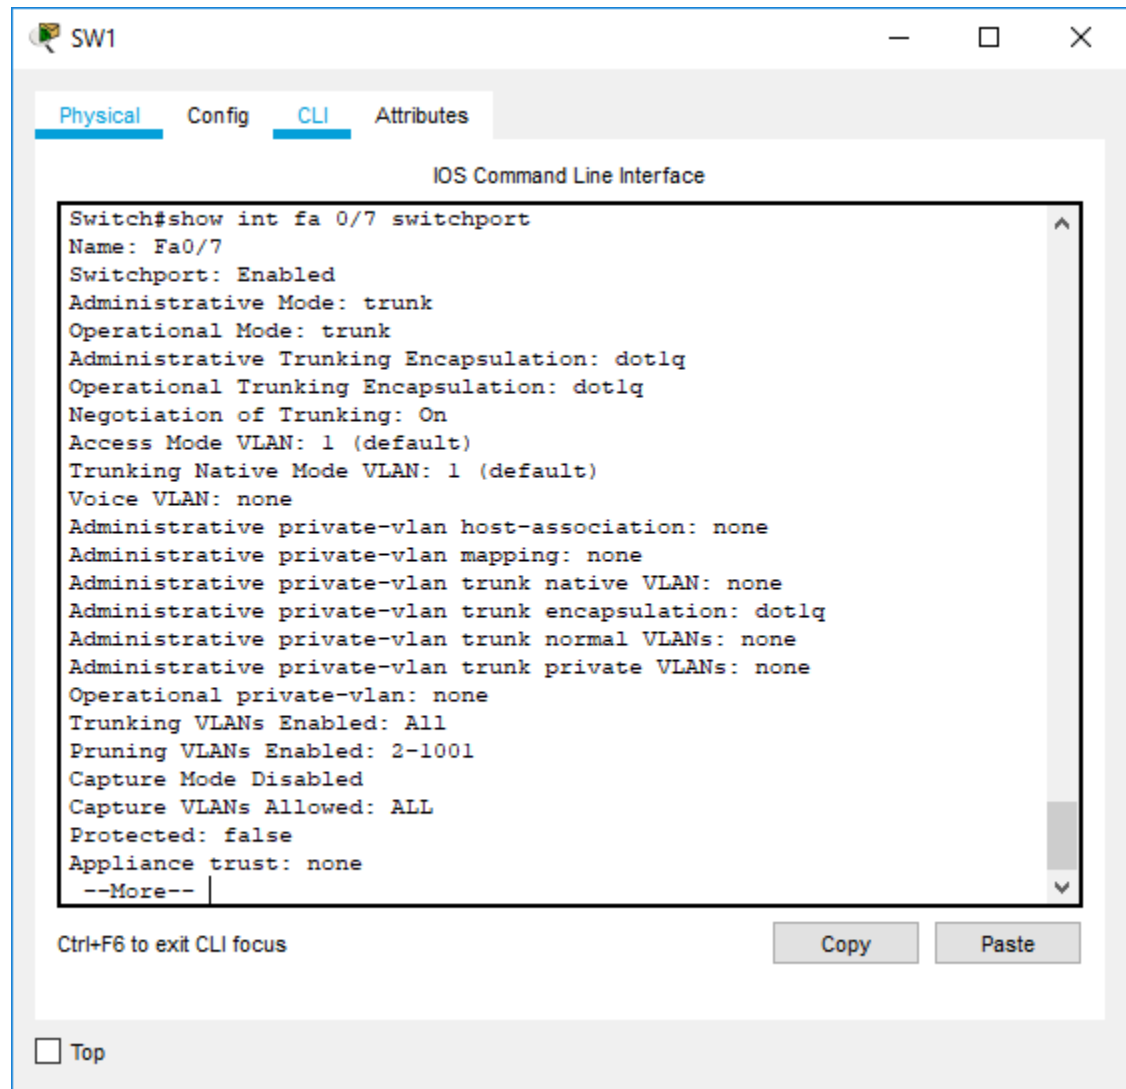 SW1
Physical Config CLI Attributes
IOS Command Line Interface
Switch#show int fa 0/7 switchport
Name: Fa0/7
Switchport: Enabled
Administrative Mode: trunk
Operational Mode: trunk
Administrative Trunking Encapsulation: dot1q
Operational Trunking Encapsulation: dot1q
Negotiation of Trunking: On
Access Mode VLAN: 1 (default)
Trunking Native Mode VLAN: 1 (default)
Voice VLAN: none
Administrative private-vlan host-association: none
Administrative private-vlan mapping: none
Administrative private-vlan trunk native VLAN: none
Administrative private-vlan trunk encapsulation: dot1q
Administrative private-vlan trunk normal VLANs: none
Administrative private-vlan trunk private VLANs: none
Operational private-vlan: none
Trunking VLANs Enabled: All
Pruning VLANs Enabled: 2-1001
Capture Mode Disabled
Capture VLANs Allowed: ALL
Protected: false
Appliance trust: none
--More--
Ctrl+F6 to exit CLI focus Copy Paste
Top